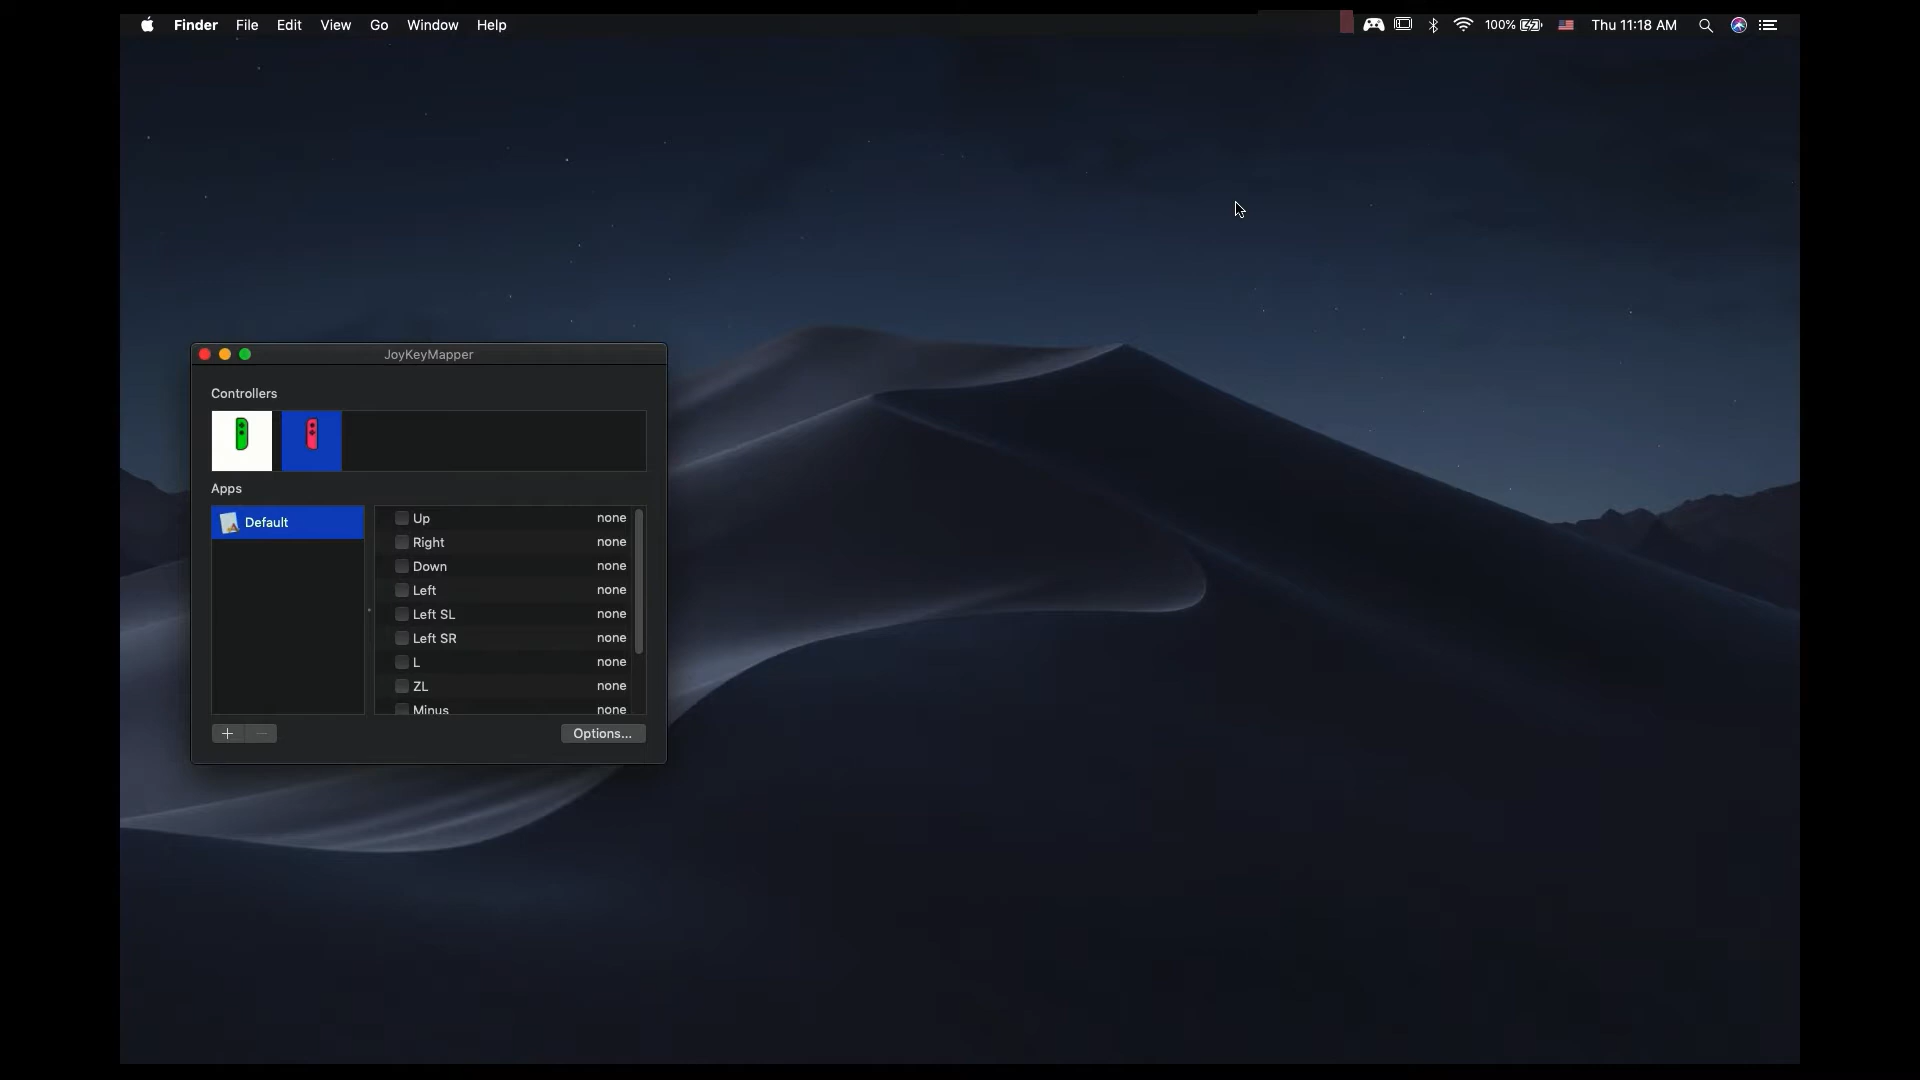 Finder File Edit View Go Window Help 100% Thu 11:18 AM
JoyKeyMapper
Controllers
Apps
Default
Up none
Right none
Down none
Left none
Left SL none
Left SR none
L none
ZL none
Minus none
+ −
Options...